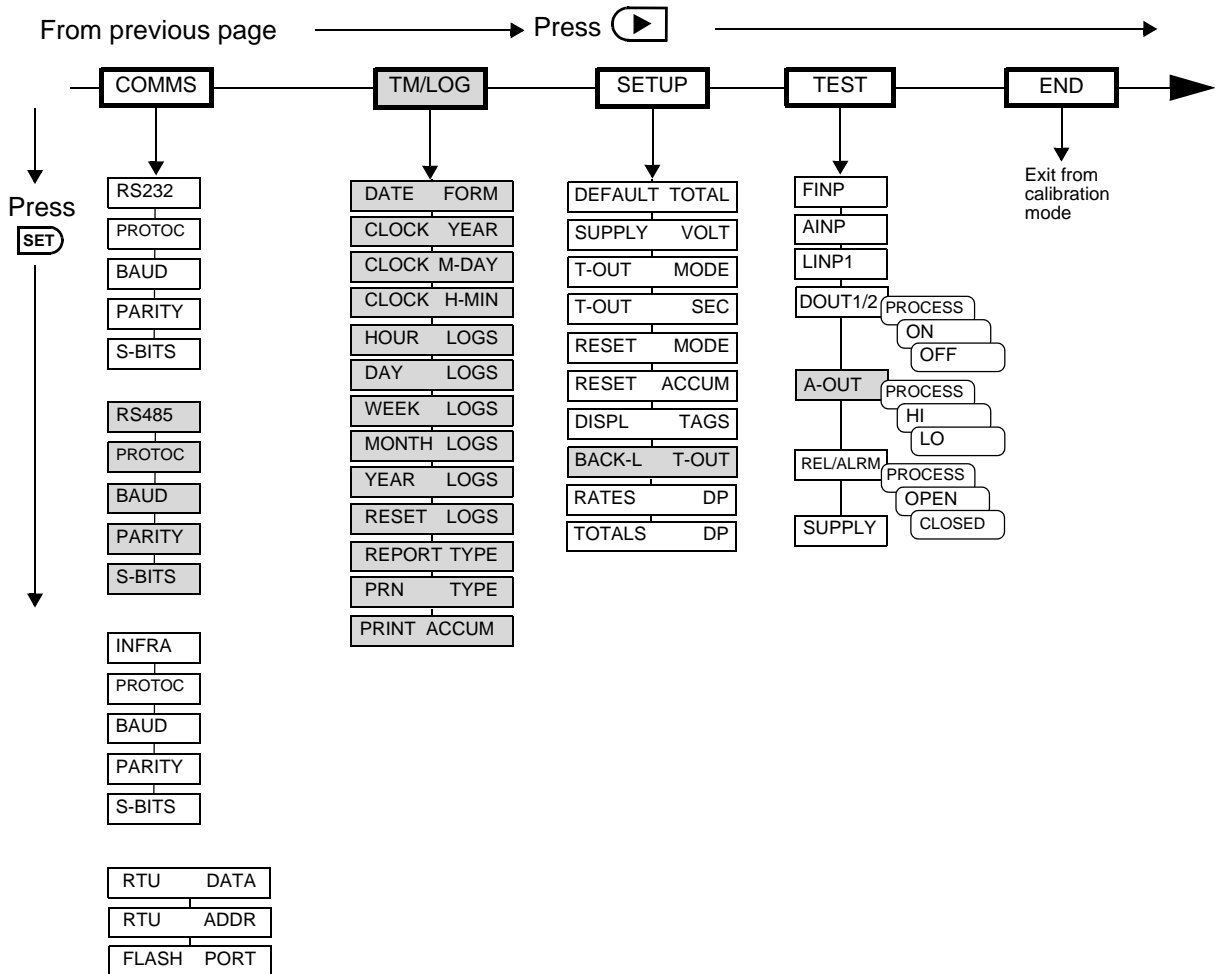 From previous page
Press
COMMS
TM/LOG
SETUP
TEST
END
Press
SET
RS232
PROTOC
BAUD
PARITY
S-BITS
RS485
PROTOC
BAUD
PARITY
S-BITS
INFRA
PROTOC
BAUD
PARITY
S-BITS
RTU DATA
RTU ADDR
FLASH PORT
DATE FORM
CLOCK YEAR
CLOCK M-DAY
CLOCK H-MIN
HOUR LOGS
DAY LOGS
WEEK LOGS
MONTH LOGS
YEAR LOGS
RESET LOGS
REPORT TYPE
PRN TYPE
PRINT ACCUM
DEFAULT TOTAL
SUPPLY VOLT
T-OUT MODE
T-OUT SEC
RESET MODE
RESET ACCUM
DISPL TAGS
BACK-L T-OUT
RATES DP
TOTALS DP
FINP
AINP
LINP1
DOUT1/2
PROCESS
ON
OFF
A-OUT
PROCESS
HI
LO
REL/ALRM
PROCESS
OPEN
CLOSED
SUPPLY
Exit from
calibration
mode